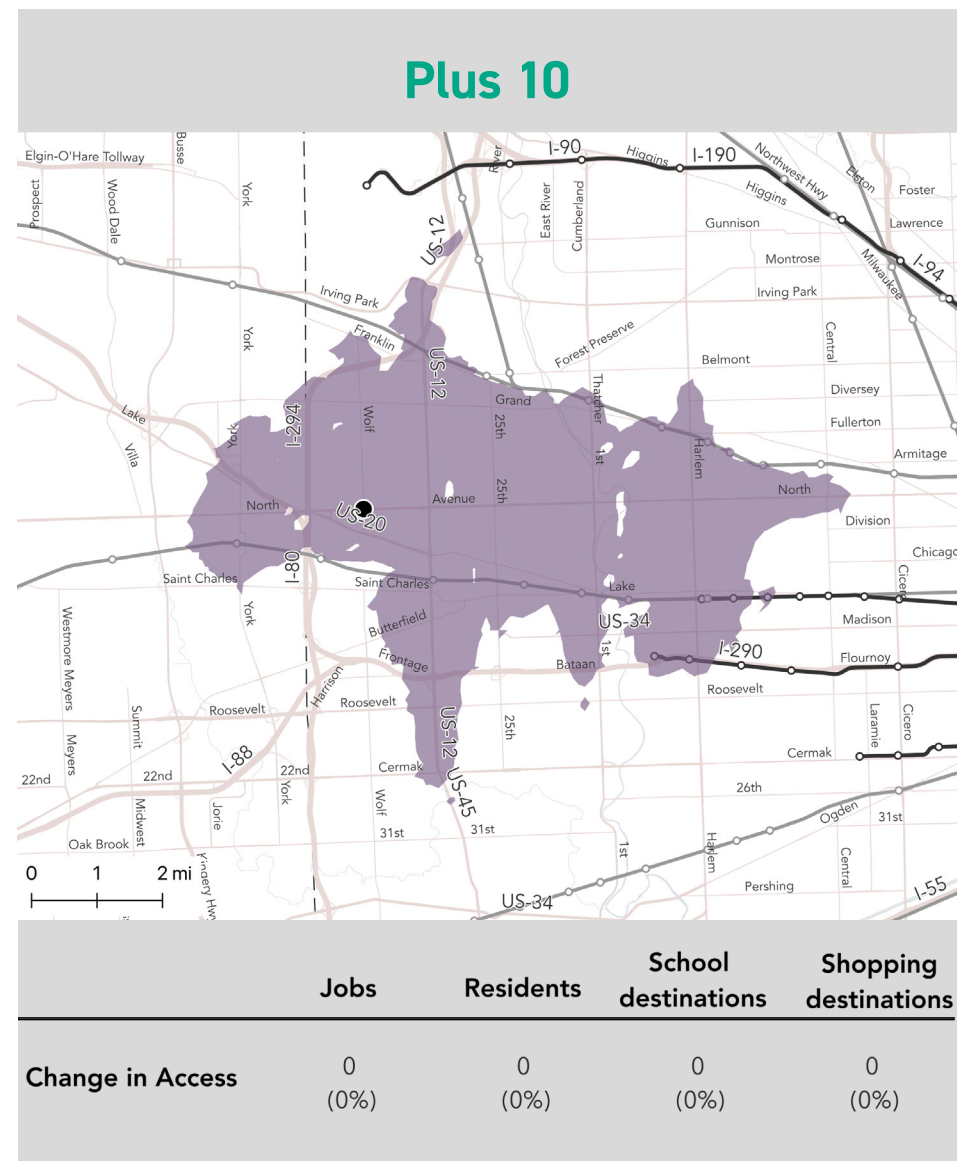 Plus 10
Elgin-O'Hare Tollway
Busse
River
I-90
Higgins
I-190
Northwest Hwy
Elston
Foster
Prospect
Wood Dale
York
US-12
East River
Cumberland
Higgins
Gunnison
Lawrence
Montrose
Milwaukee
I-94
Irving Park
Irving Park
York
Franklin
US-12
Forest Preserve
Central
Belmont
Diversey
Fullerton
Lake
Villa
York
I-294
Wolf
Grand
25th
Thatcher
1st
Harlem
Armitage
North
US-20
Avenue
25th
North
Division
Chicago
I-80
Saint Charles
Saint Charles
Lake
Cicero
Westmore Meyers
York
Butterfield
US-34
Madison
Frontage
1st
Bataan
I-290
Flournoy
Harrison
Roosevelt
Roosevelt
Roosevelt
Summit
Meyers
US-12
25th
Laramie
Cicero
I-88
22nd
22nd
22nd
Cermak
Cermak
US-45
26th
Midwest
Jorie
York
Wolf
31st
31st
Ogden
31st
Oak Brook
Kingery Hwy
1st
Harlem
Central
Pershing
I-55
US-34
0 1 2 mi
Jobs
Residents
School
destinations
Shopping
destinations
Change in Access
0
(0%)
0
(0%)
0
(0%)
0
(0%)